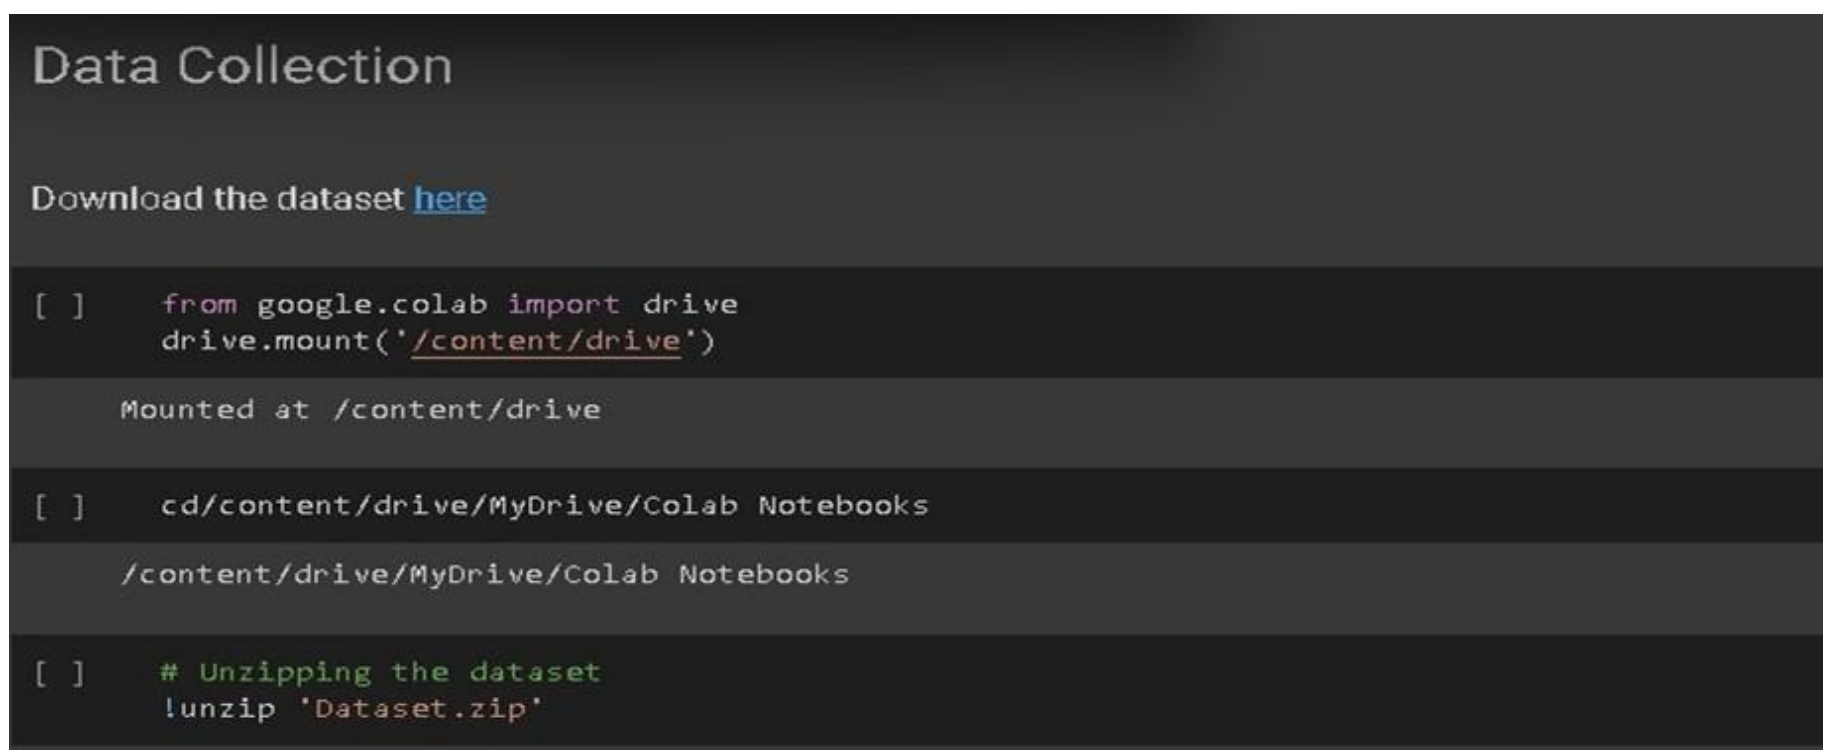 Data Collection
Download the dataset here
[ ] from google.colab import drive
drive.mount('/content/drive')
Mounted at /content/drive
[ ] cd/content/drive/MyDrive/Colab Notebooks
/content/drive/MyDrive/Colab Notebooks
[ ] # Unzipping the dataset
!unzip 'Dataset.zip'